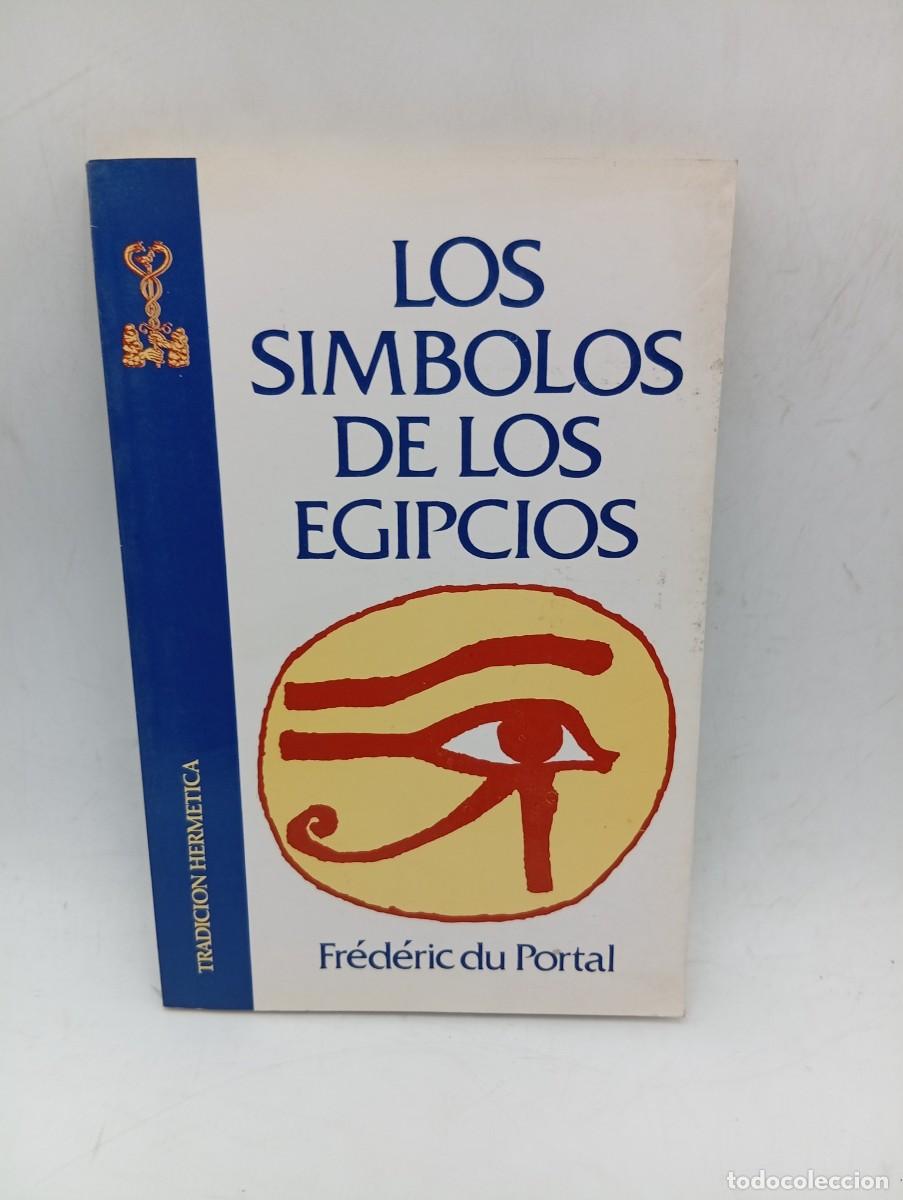 LOS
SIMBOLOS
DE LOS
EGIPCIOS
Frédéric du Portal
TRADICION HERMETICA
todocoleccion